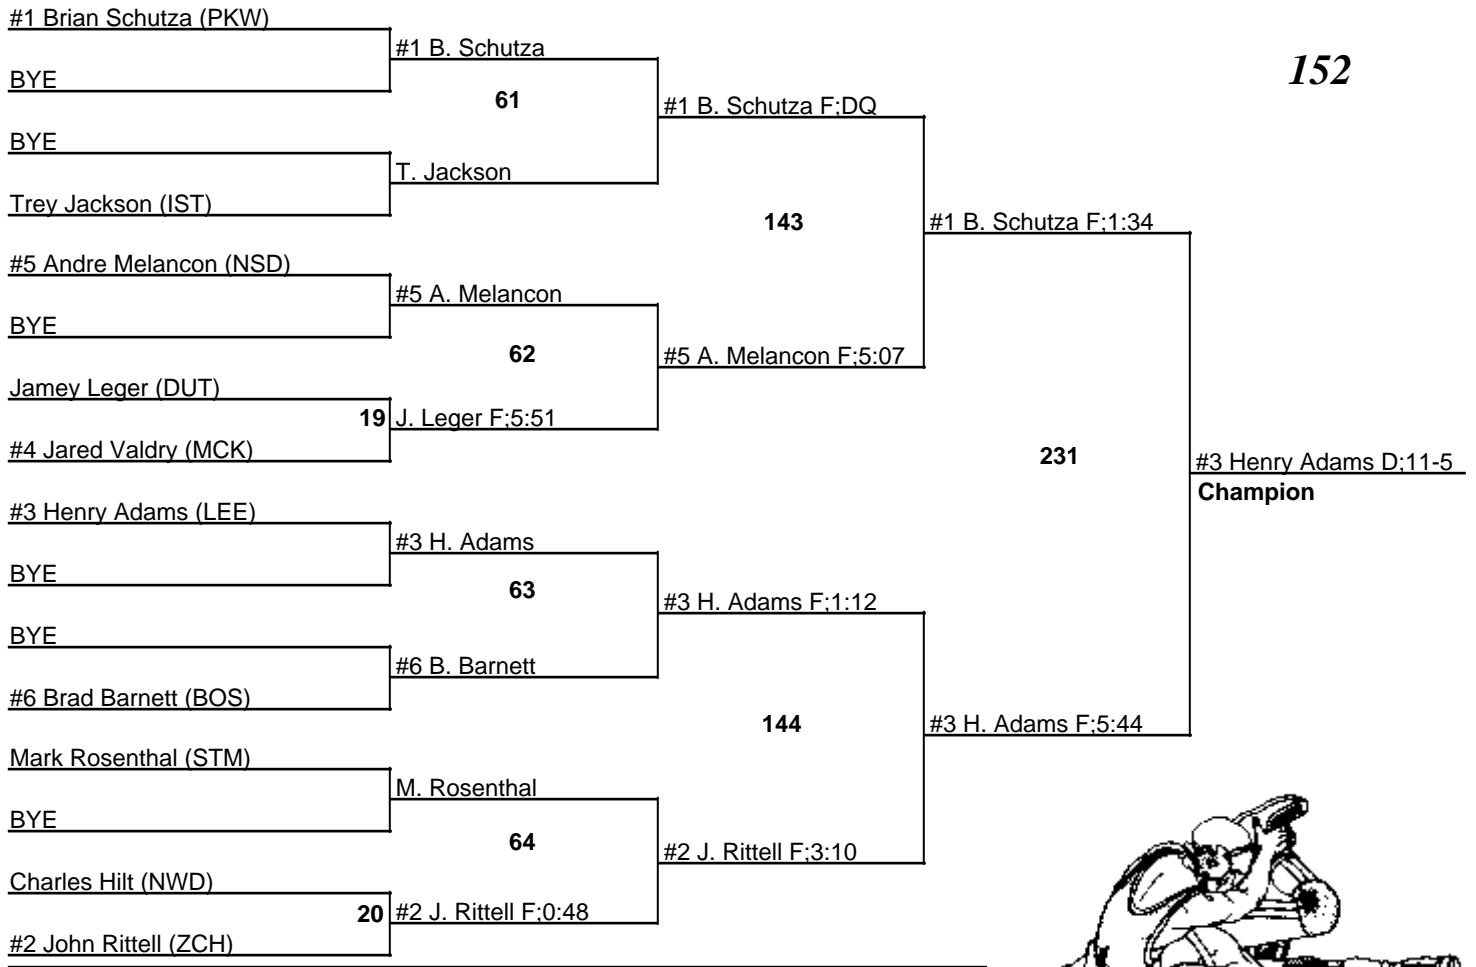 #1 Brian Schutza (PKW)
BYE
BYE
Trey Jackson (IST)
#5 Andre Melancon (NSD)
BYE
Jamey Leger (DUT)
#4 Jared Valdry (MCK)
#3 Henry Adams (LEE)
BYE
BYE
#6 Brad Barnett (BOS)
Mark Rosenthal (STM)
BYE
Charles Hilt (NWD)
#2 John Rittell (ZCH)
#1 B. Schutza
61
T. Jackson
#5 A. Melancon
62
19 J. Leger F;5:51
#3 H. Adams
63
#6 B. Barnett
M. Rosenthal
64
20 #2 J. Rittell F;0:48
#1 B. Schutza F;DQ
143
#5 A. Melancon F;5:07
#3 H. Adams F;1:12
144
#2 J. Rittell F;3:10
#1 B. Schutza F;1:34
231
#3 H. Adams F;5:44
152
#3 Henry Adams D;11-5
Champion